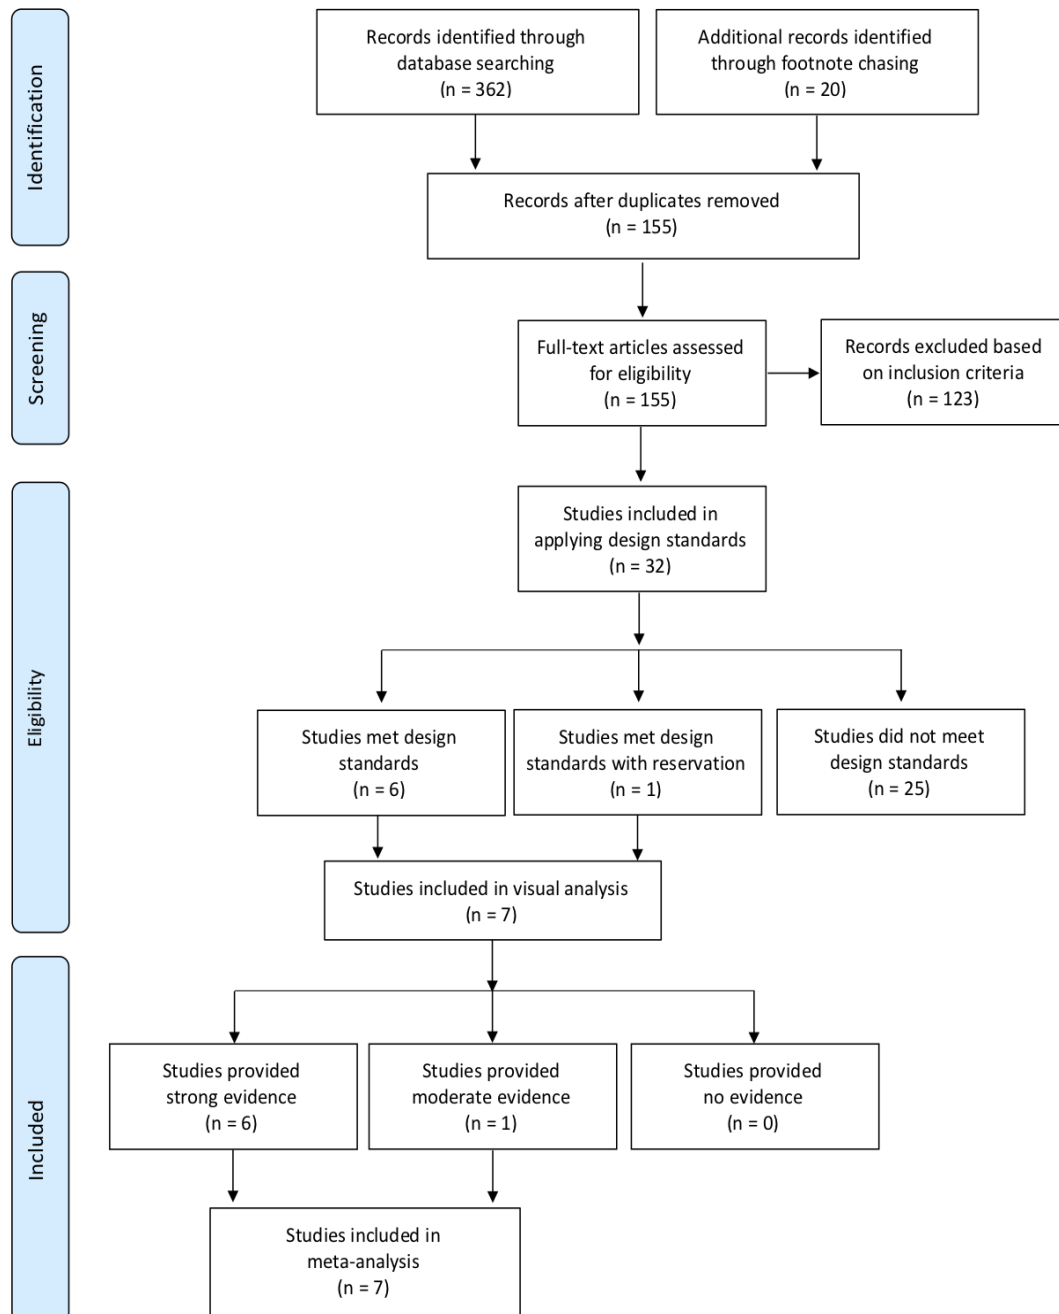 Identification
Records identified through
database searching
(n = 362)
Additional records identified
through footnote chasing
(n = 20)
Records after duplicates removed
(n = 155)
Screening
Full-text articles assessed
for eligibility
(n = 155)
Records excluded based
on inclusion criteria
(n = 123)
Eligibility
Studies included in
applying design standards
(n = 32)
Studies met design
standards
(n = 6)
Studies met design
standards with reservation
(n = 1)
Studies did not meet
design standards
(n = 25)
Studies included in visual analysis
(n = 7)
Included
Studies provided
strong evidence
(n = 6)
Studies provided
moderate evidence
(n = 1)
Studies provided
no evidence
(n = 0)
Studies included in
meta-analysis
(n = 7)